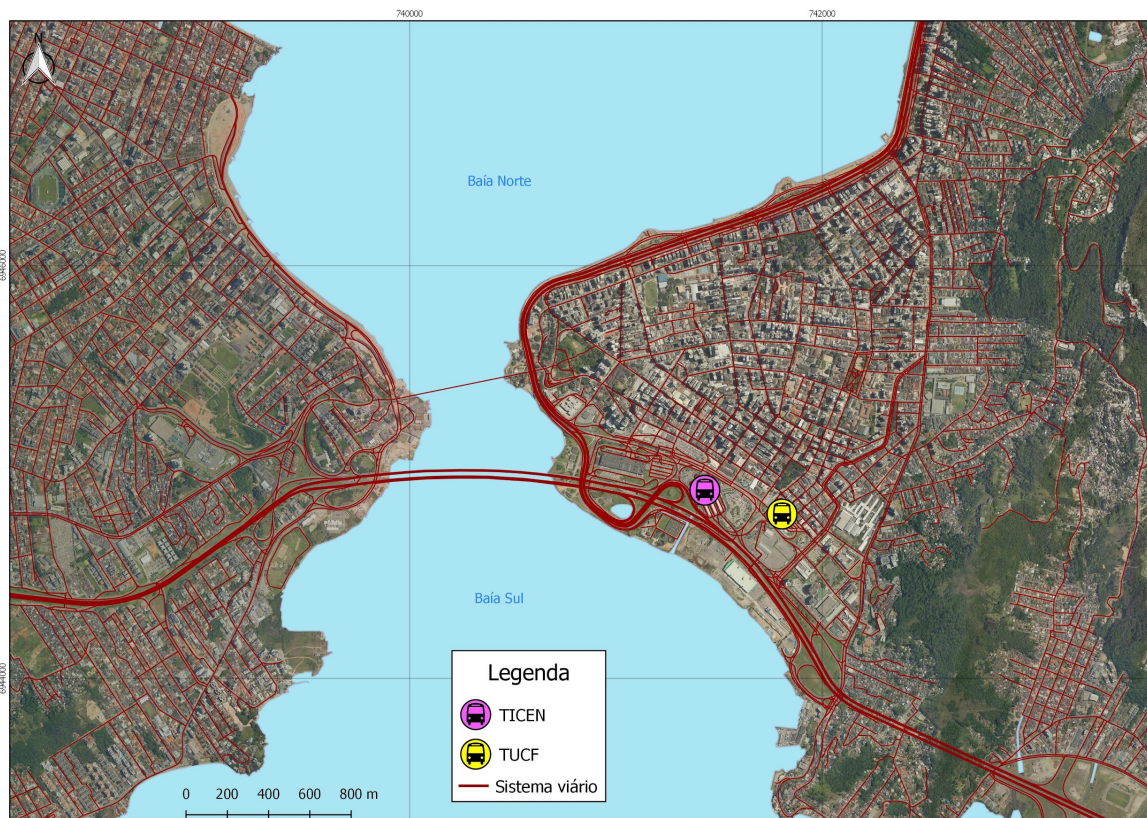 740000
742000
N
Baía Norte
6946000
Baía Sul
6944000
Legenda
TICEN
TUCF
Sistema viário
0 200 400 600 800 m